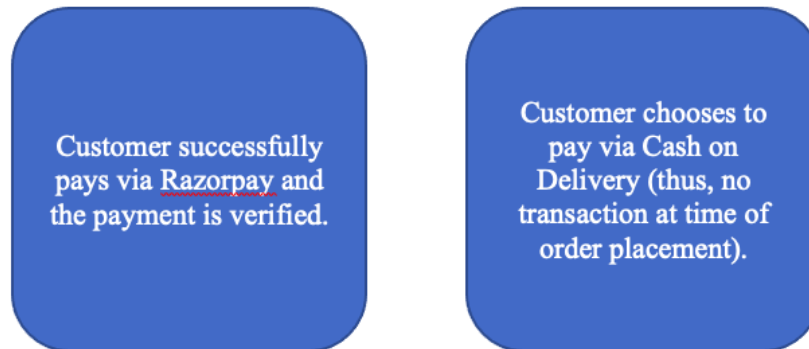 Customer successfully
pays via Razorpay and
the payment is verified.
Customer chooses to
pay via Cash on
Delivery (thus, no
transaction at time of
order placement).